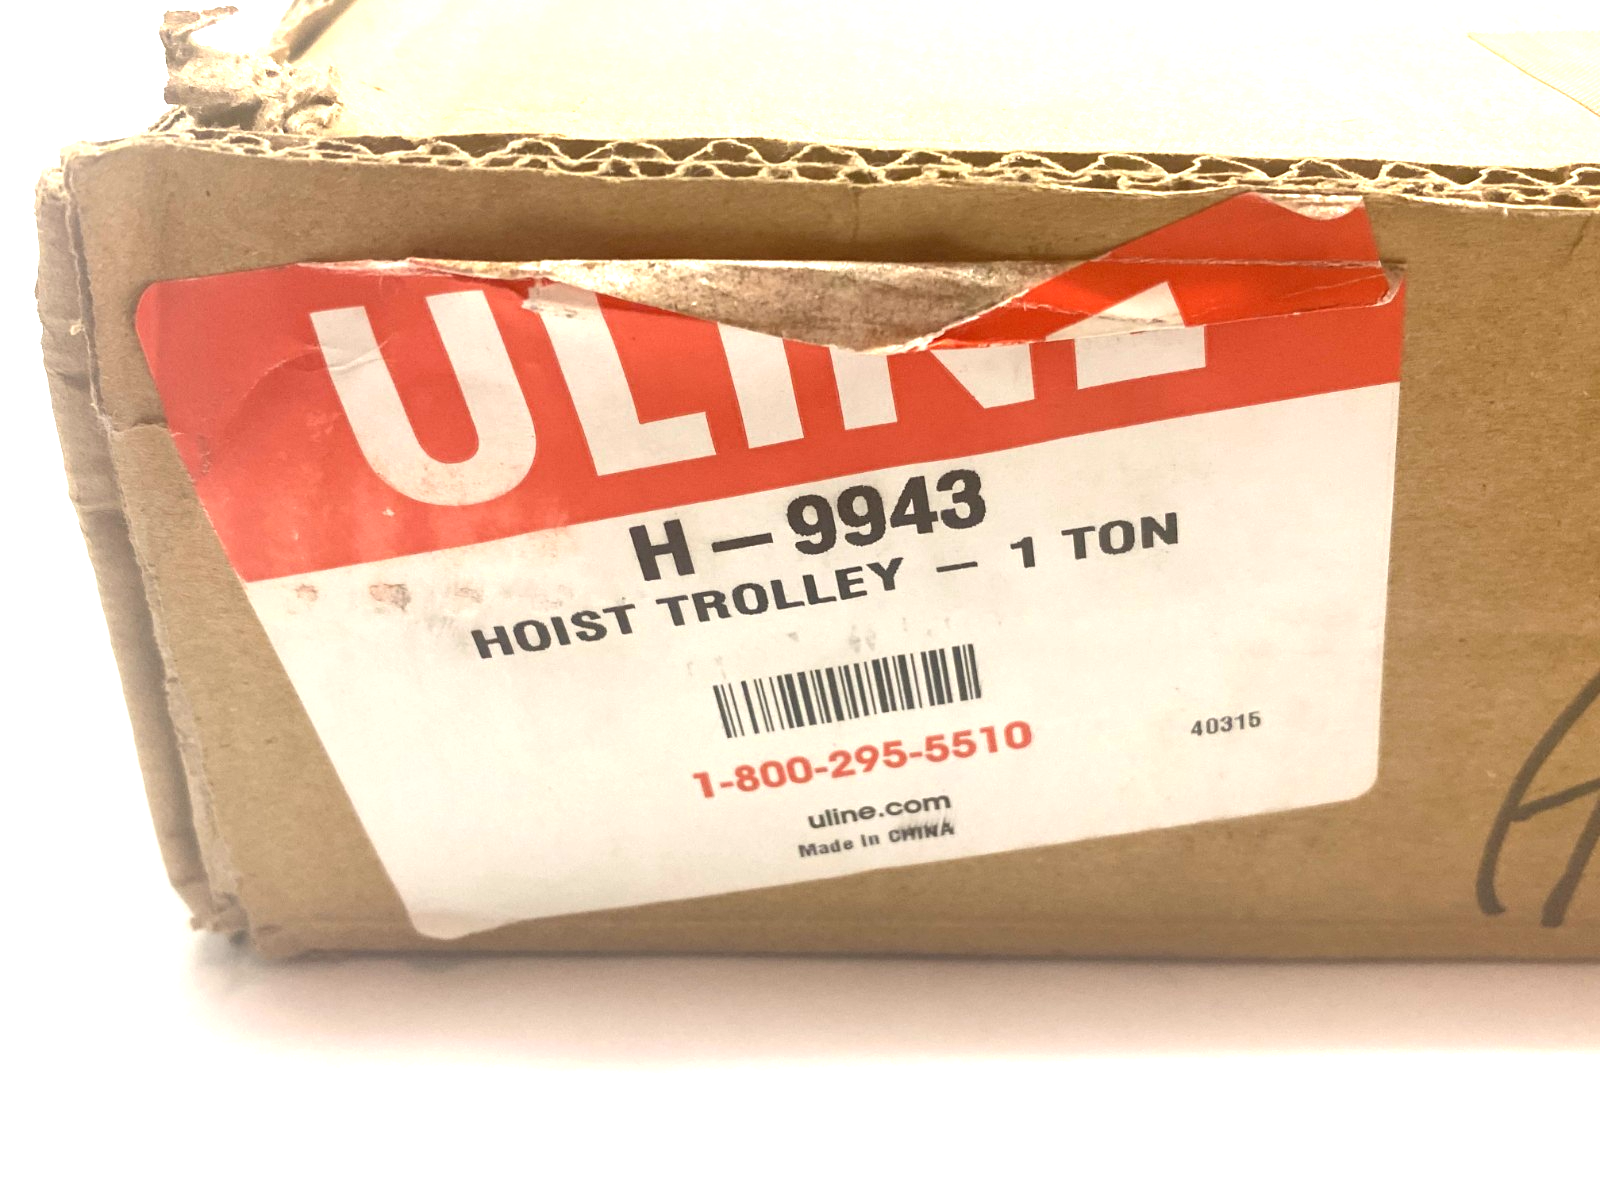 ULINE
H-9943
HOIST TROLLEY - 1 TON
1-800-295-5510
40315
uline.com
Made in CHINA